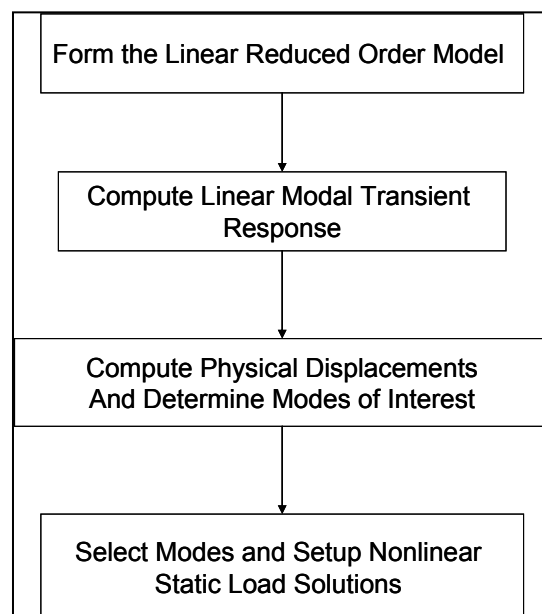 Form the Linear Reduced Order Model
Compute Linear Modal Transient
Response
Compute Physical Displacements
And Determine Modes of Interest
Select Modes and Setup Nonlinear
Static Load Solutions